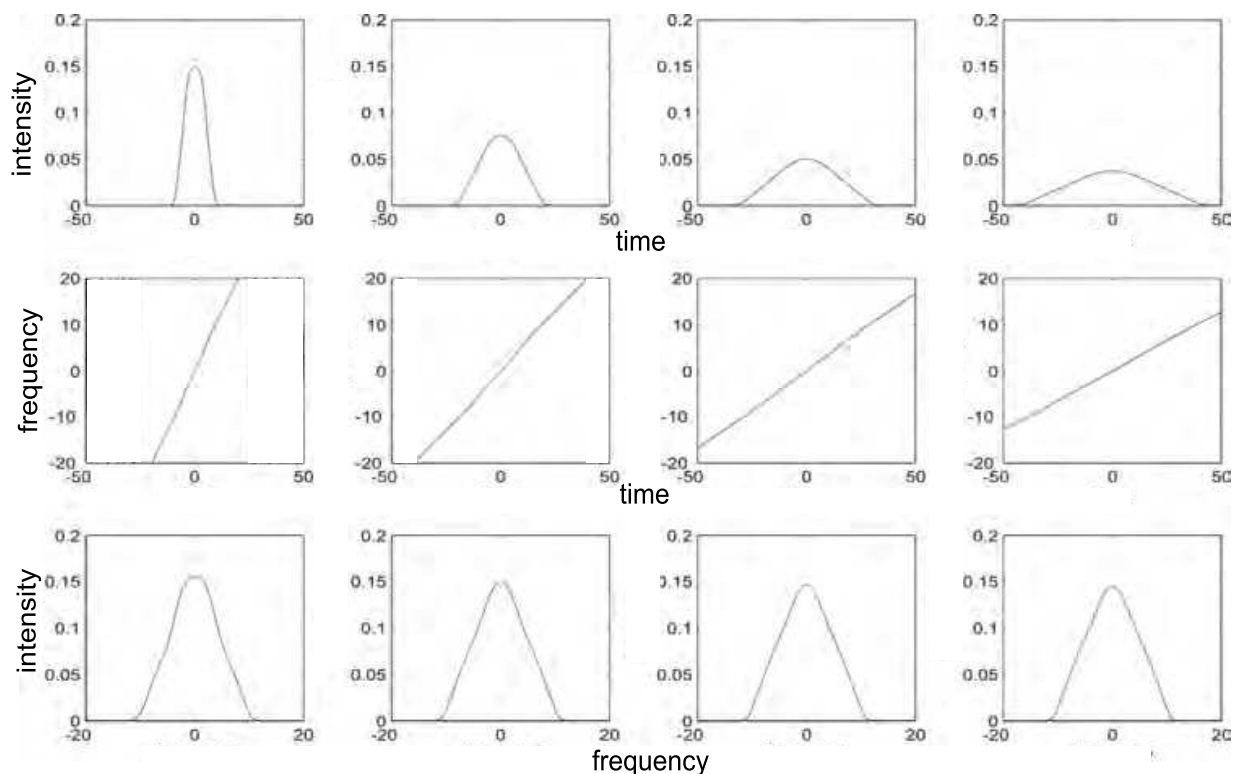 0.2 0.2 0.2 0.2
0.15 0.15 0.15 0.15
intensity
0.1 0.1 0.1 0.1
0.05 0.05 0.05 0.05
0 0 0 0
-50 0 50 -50 0 50 -50 0 50 -50 0 50
time
20 20 20 20
10 10 10 10
frequency
0 0 0 0
-10 -10 -10 -10
-20 -20 -20 -20
-50 0 50 -50 0 50 -50 0 50 -50 0 50
time
0.2 0.2 0.2 0.2
0.15 0.15 0.15 0.15
intensity
0.1 0.1 0.1 0.1
0.05 0.05 0.05 0.05
0 0 0 0
-20 0 20 -20 0 20 -20 0 20 -20 0 20
frequency